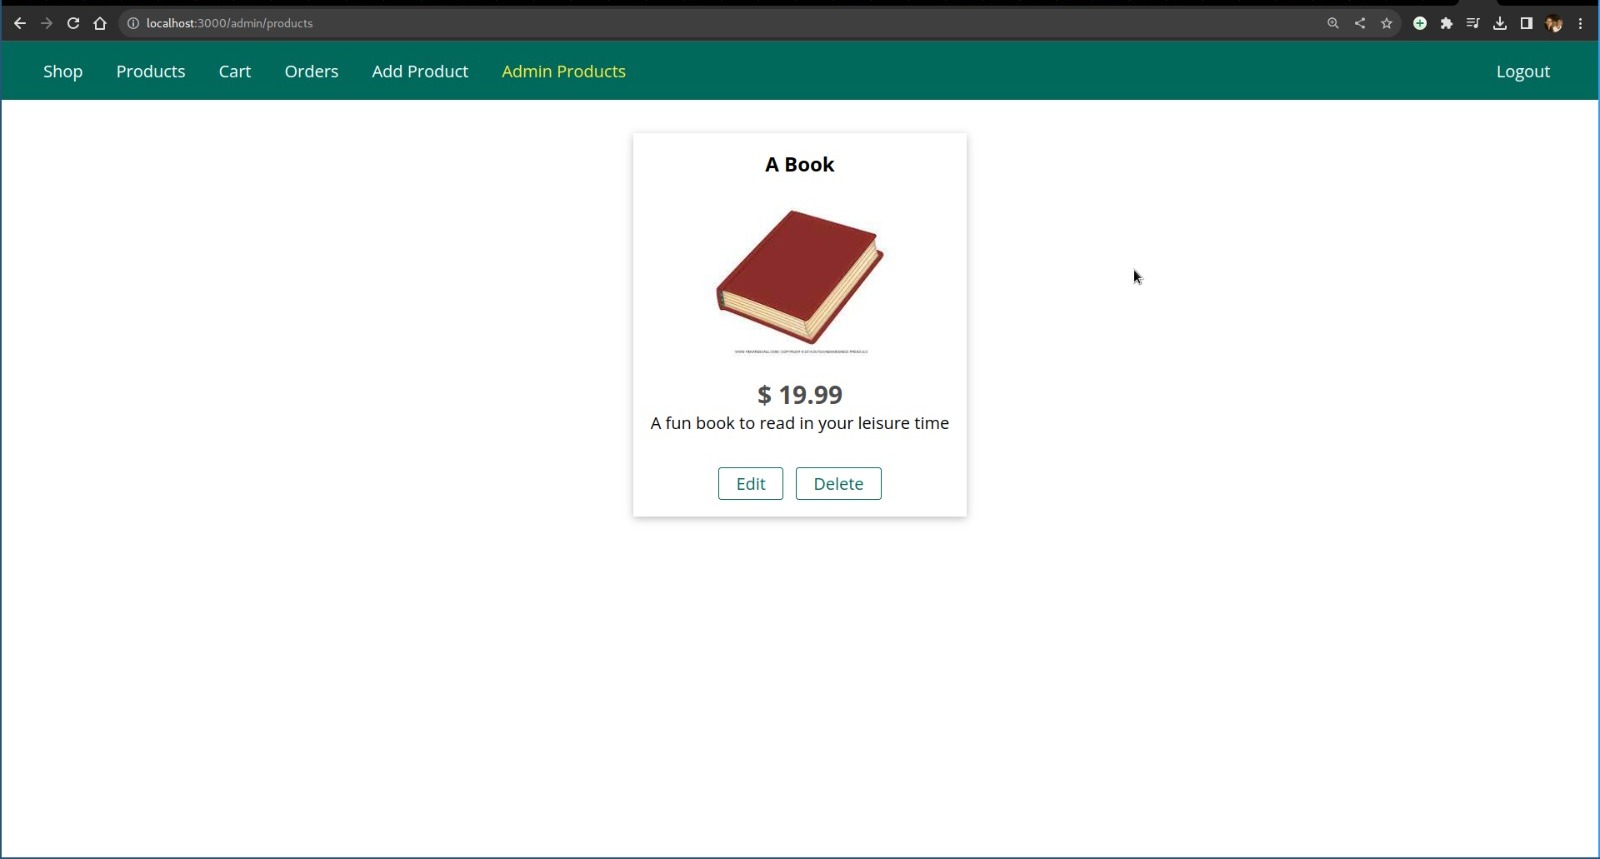 localhost:3000/admin/products
Shop Products Cart Orders Add Product Admin Products Logout
A Book
$ 19.99
A fun book to read in your leisure time
Edit Delete